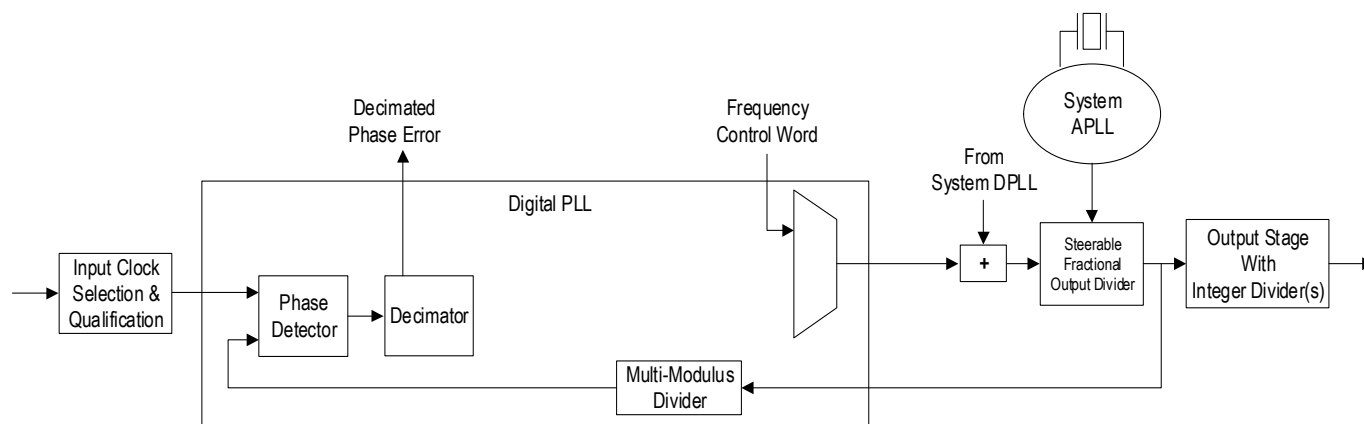 System
APLL
Decimated
Phase Error
Frequency
Control Word
From
System DPLL
Digital PLL
Input Clock
Selection &
Qualification
Phase
Detector
Decimator
+
Steerable
Fractional
Output Divider
Output Stage
With
Integer Divider(s)
Multi-Modulus
Divider